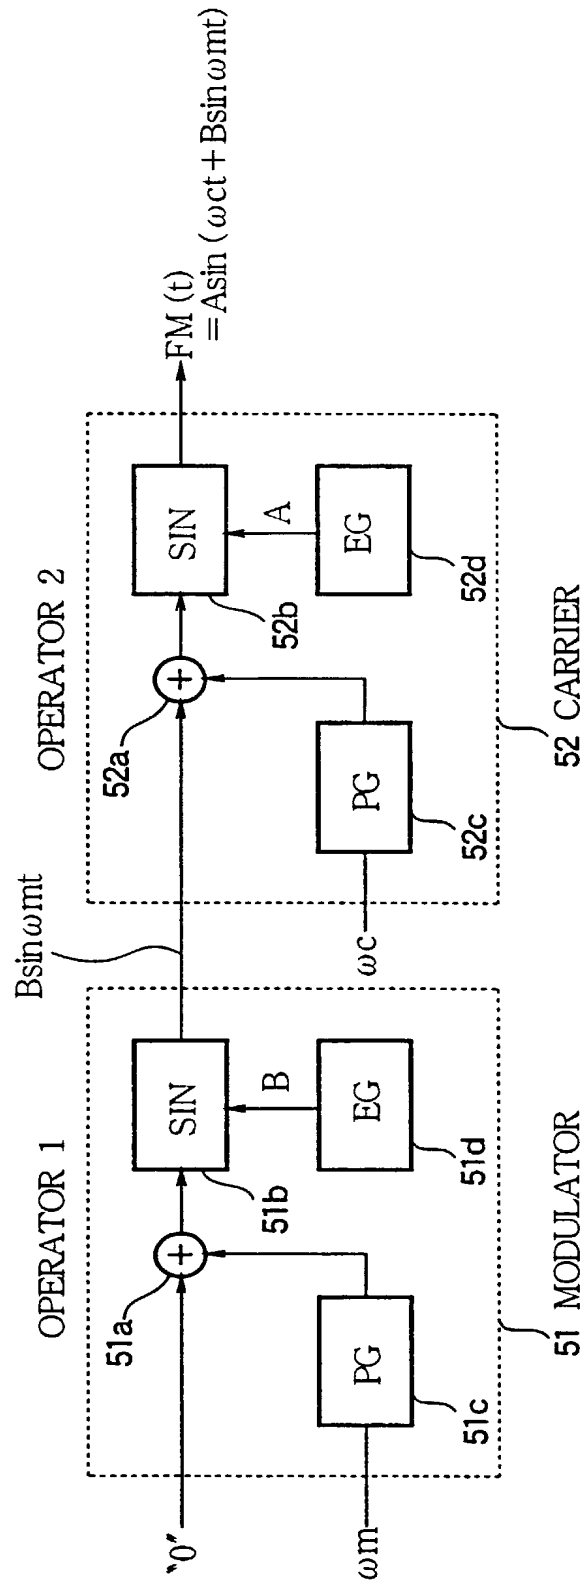 OPERATOR 1
OPERATOR 2
Bsinωmt
"0"
51a
SIN
51b
B
EG
51d
ωm
PG
51c
51 MODULATOR
52a
SIN
52b
A
EG
52d
ωc
PG
52c
52 CARRIER
FM (t)
=Asin (ωct+Bsinωmt)